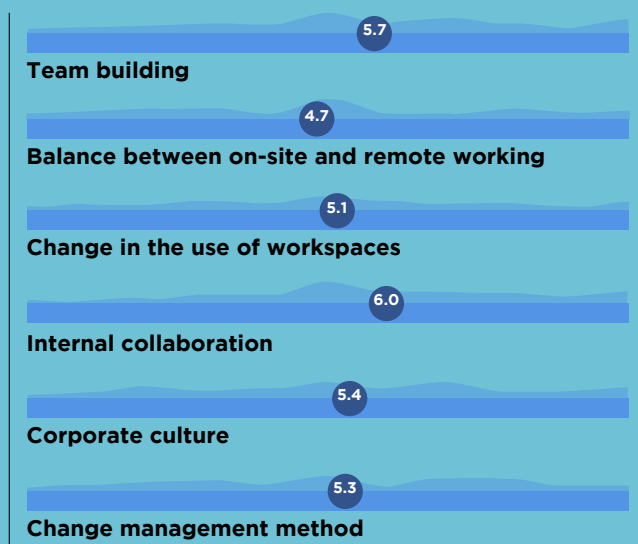 5.7
Team building
4.7
Balance between on-site and remote working
5.1
Change in the use of workspaces
6.0
Internal collaboration
5.4
Corporate culture
5.3
Change management method